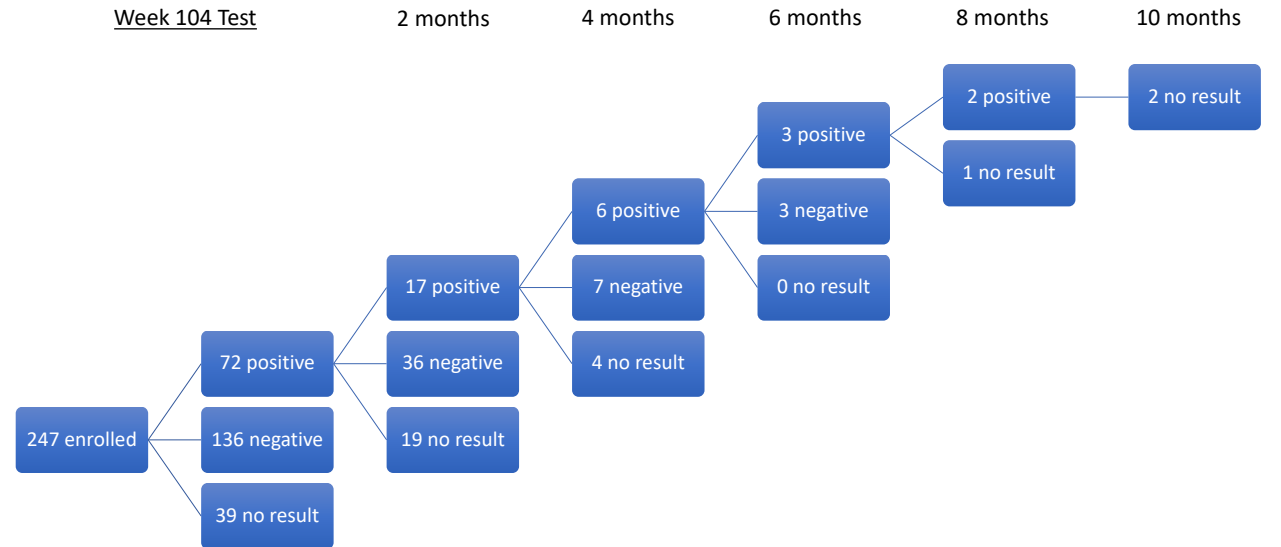 Week 104 Test
2 months
4 months
6 months
8 months
10 months
247 enrolled
72 positive
136 negative
39 no result
17 positive
36 negative
19 no result
6 positive
7 negative
4 no result
3 positive
3 negative
0 no result
2 positive
1 no result
2 no result